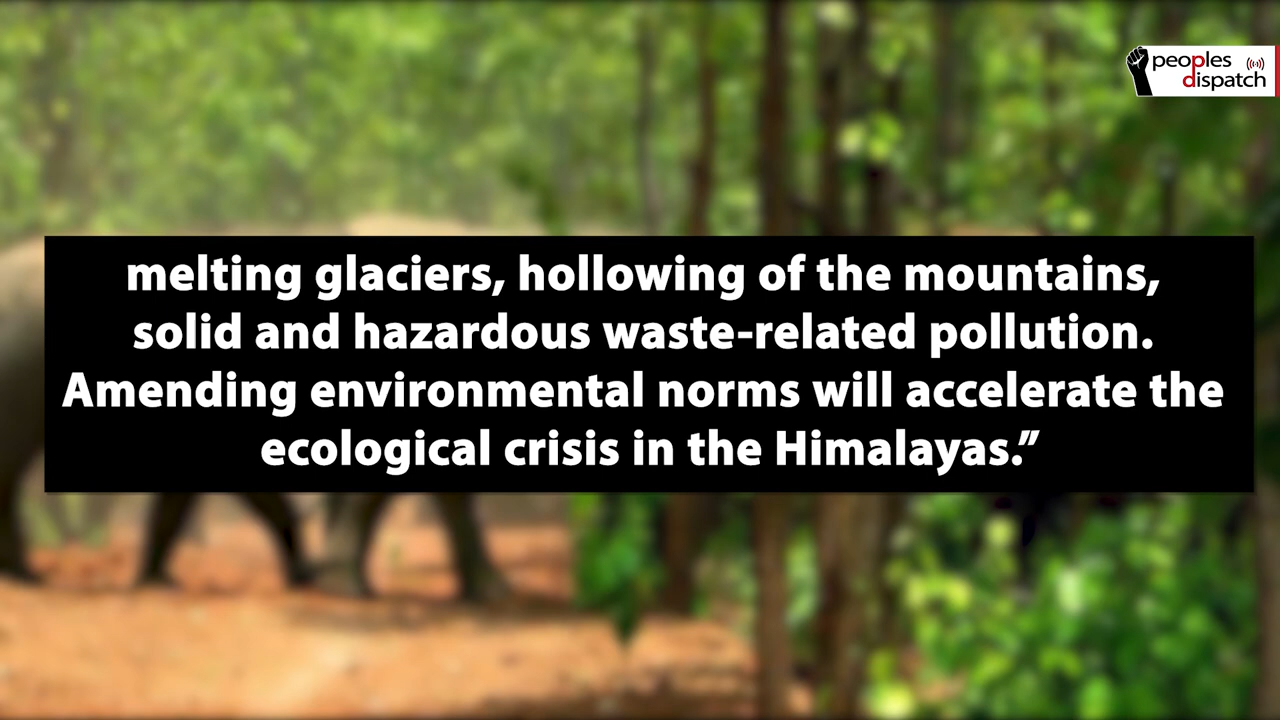 peoples
dispatch
melting glaciers, hollowing of the mountains,
solid and hazardous waste-related pollution.
Amending environmental norms will accelerate the
ecological crisis in the Himalayas.”